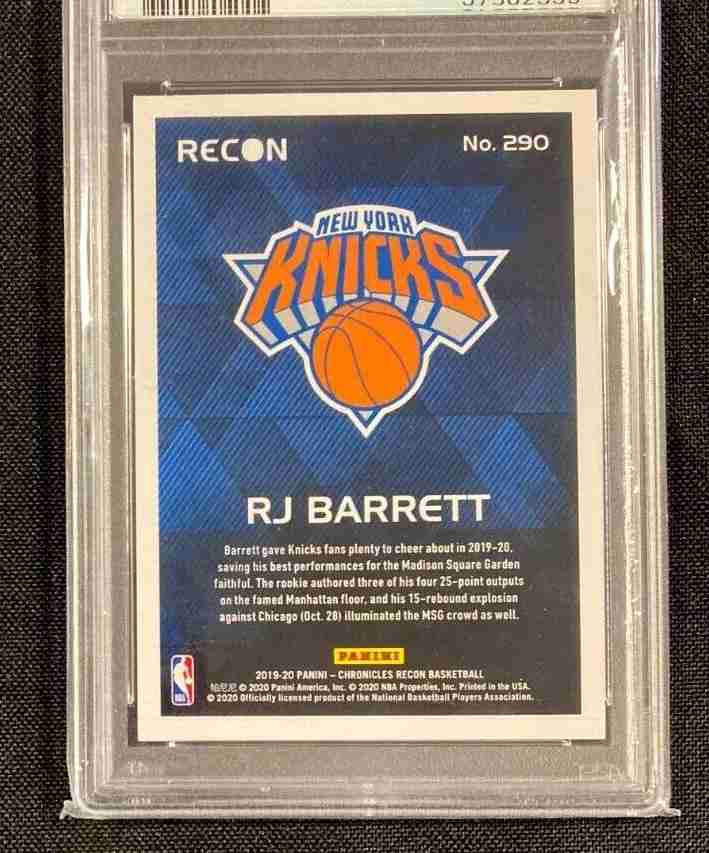 RECON
No. 290
NEW YORK
KNICKS
RJ BARRETT
Barrett gave Knicks fans plenty to cheer about in 2019-20,
saving his best performances for the Madison Square Garden
faithful. The rookie authored three of his four 25-point outputs
on the famed Manhattan floor, and his 15-rebound explosion
against Chicago (Oct. 28) illuminated the MSG crowd as well.
PANINI
2019-20 PANINI – CHRONICLES RECON BASKETBALL
帕尼尼 © 2020 Panini America, Inc. © 2020 NBA Properties, Inc. Printed in the USA.
© 2020 Officially licensed product of the National Basketball Players Association.
NBA